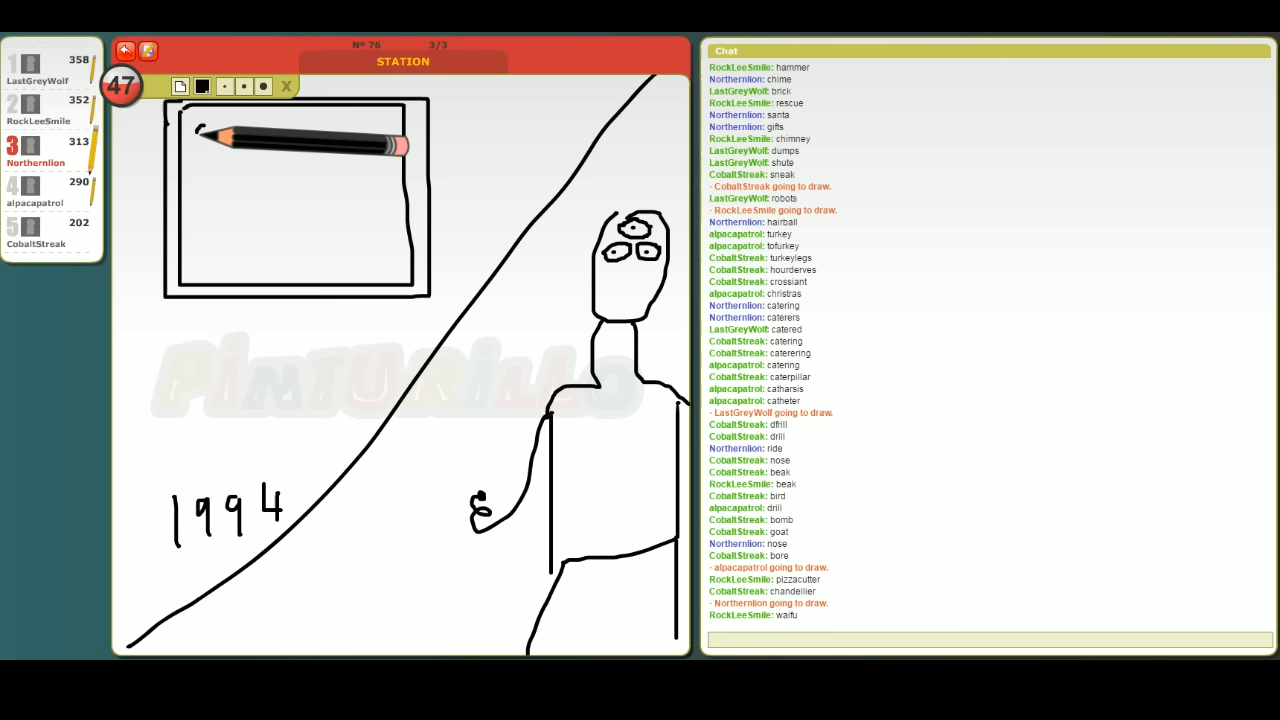 Nº 76 3/3
STATION
47
X
1 358
LastGreyWolf
2 352
RockLeeSmile
3 313
Northernlion
4 290
alpacapatrol
5 202
CobaltStreak
PiNTURiLLO
1994
Chat
RockLeeSmile: hammer
Northernlion: chime
LastGreyWolf: brick
RockLeeSmile: rescue
Northernlion: santa
Northernlion: gifts
RockLeeSmile: chimney
LastGreyWolf: dumps
LastGreyWolf: shute
CobaltStreak: sneak
· CobaltStreak going to draw.
LastGreyWolf: robots
· RockLeeSmile going to draw.
Northernlion: hairball
alpacapatrol: turkey
alpacapatrol: tofurkey
CobaltStreak: turkeylegs
CobaltStreak: hourderves
CobaltStreak: crossiant
alpacapatrol: christras
Northernlion: catering
Northernlion: caterers
LastGreyWolf: catered
CobaltStreak: catering
CobaltStreak: caterering
alpacapatrol: catering
CobaltStreak: caterpillar
alpacapatrol: catharsis
alpacapatrol: catheter
· LastGreyWolf going to draw.
CobaltStreak: dfrill
CobaltStreak: drill
Northernlion: ride
CobaltStreak: nose
CobaltStreak: beak
RockLeeSmile: beak
CobaltStreak: bird
alpacapatrol: drill
CobaltStreak: bomb
CobaltStreak: goat
Northernlion: nose
CobaltStreak: bore
· alpacapatrol going to draw.
RockLeeSmile: pizzacutter
CobaltStreak: chandellier
· Northernlion going to draw.
RockLeeSmile: waifu